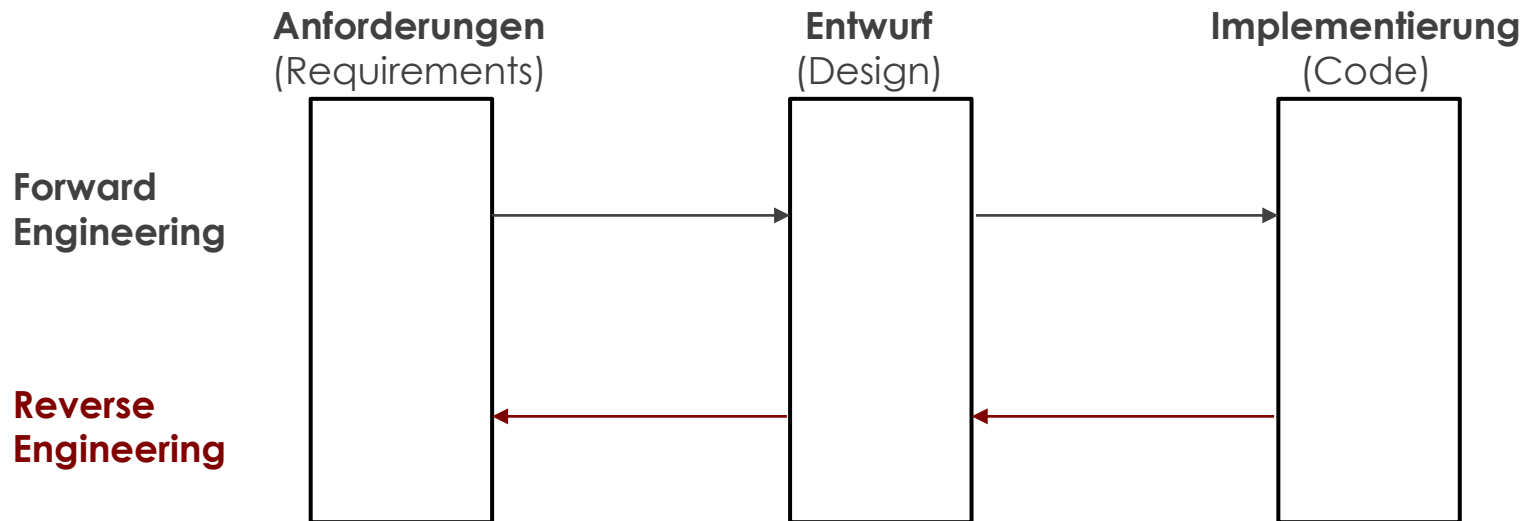 Anforderungen
(Requirements)
Entwurf
(Design)
Implementierung
(Code)
Forward
Engineering
Reverse
Engineering